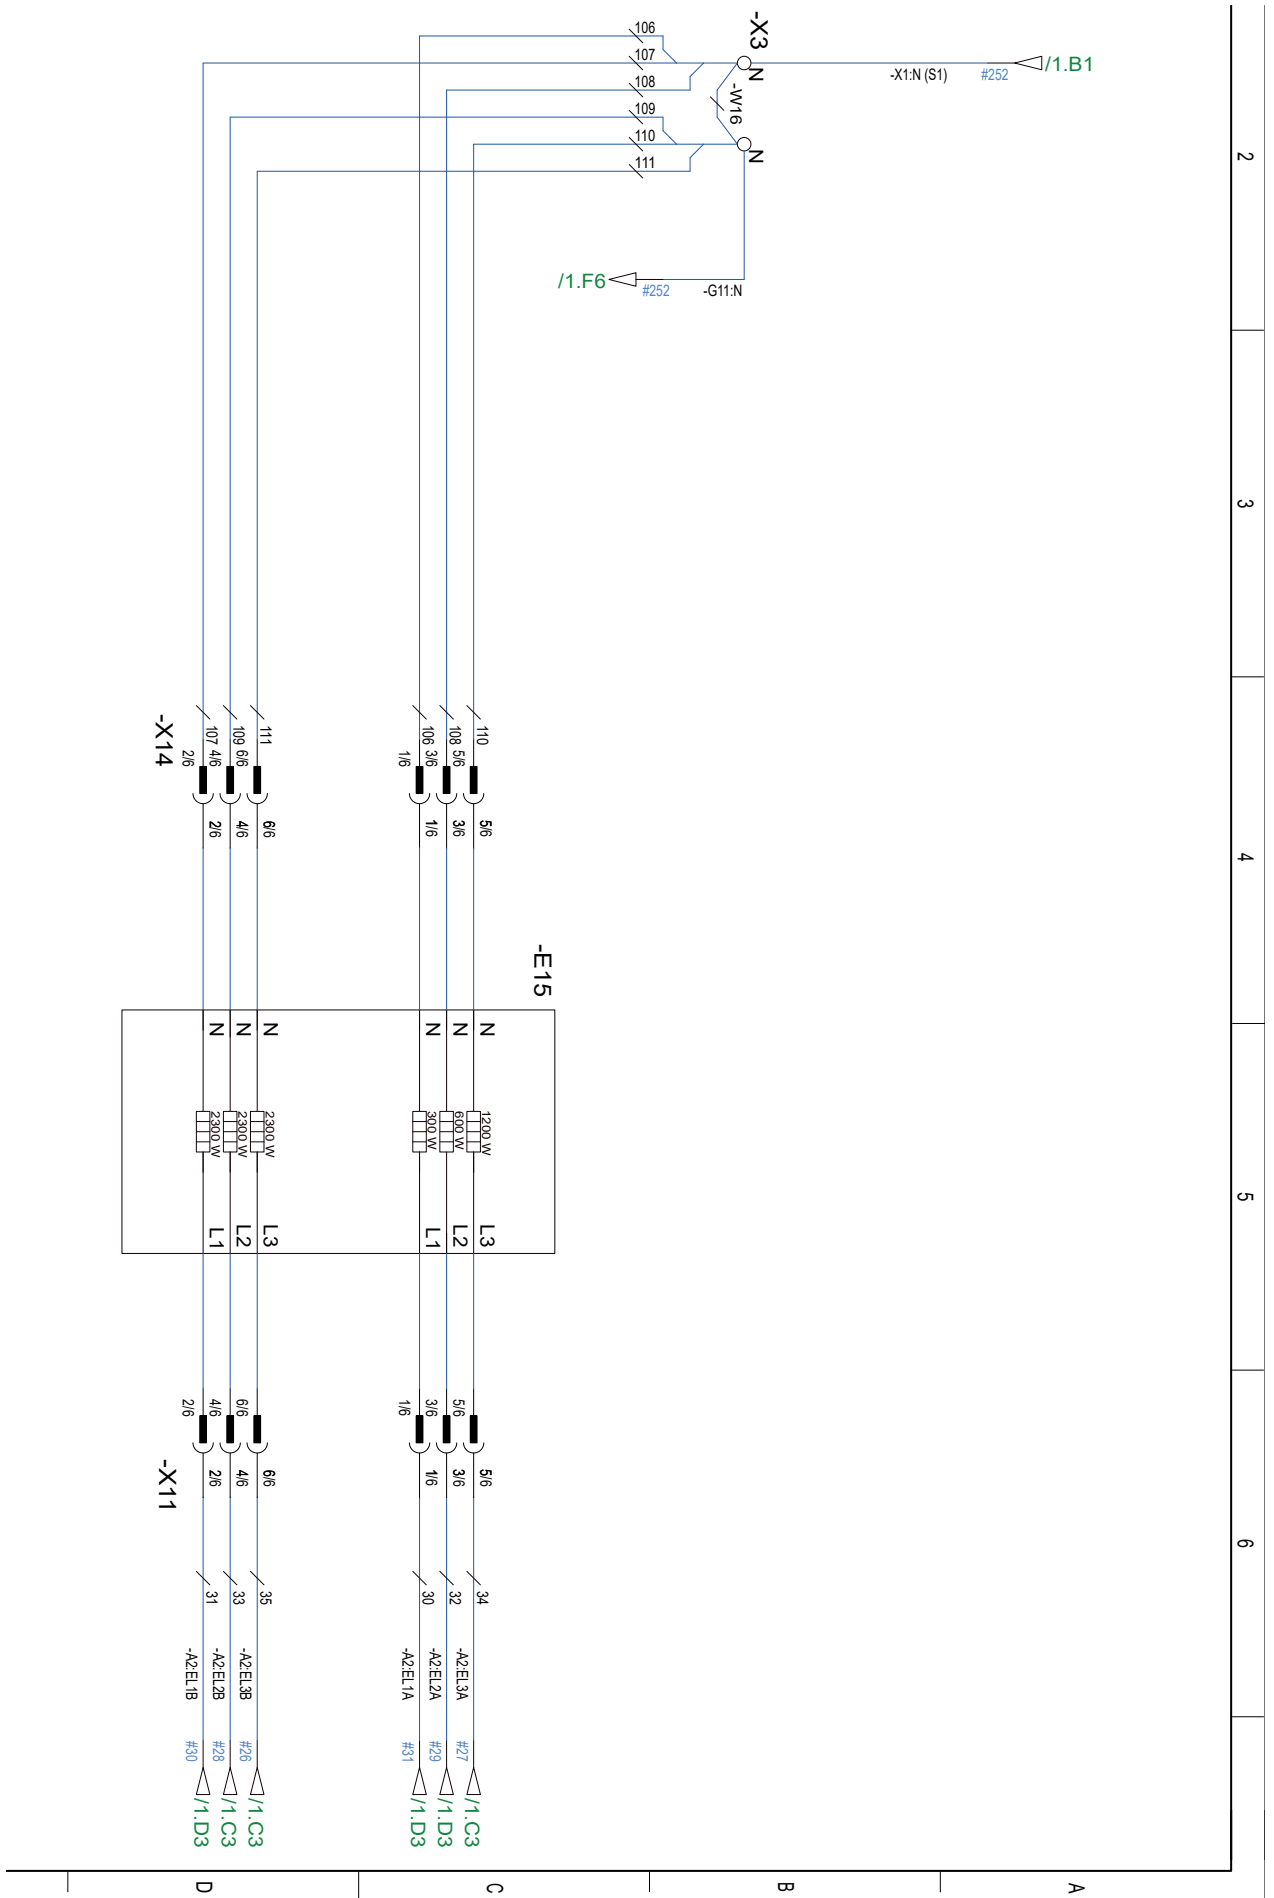 -X3
106
107
108
109
110
111
N
N
-W16
-X1:N (S1)
#252
/1.B1
/1.F6
#252
-G11:N
2
3
4
5
6
-X14
107
109
111
2/6
4/6
6/6
106
108
110
1/6
3/6
5/6
2/6
4/6
6/6
1/6
3/6
5/6
-E15
N
N
N
N
N
N
2300 W
2300 W
2300 W
300 W
600 W
1200 W
L1
L2
L3
L1
L2
L3
2/6
4/6
6/6
1/6
3/6
5/6
-X11
2/6
4/6
6/6
1/6
3/6
5/6
31
33
35
30
32
34
-A2:EL1B
-A2:EL2B
-A2:EL3B
-A2:EL1A
-A2:EL2A
-A2:EL3A
#30
#28
#26
#31
#29
#27
/1.D3
/1.C3
/1.C3
/1.D3
/1.D3
/1.C3
D
C
B
A